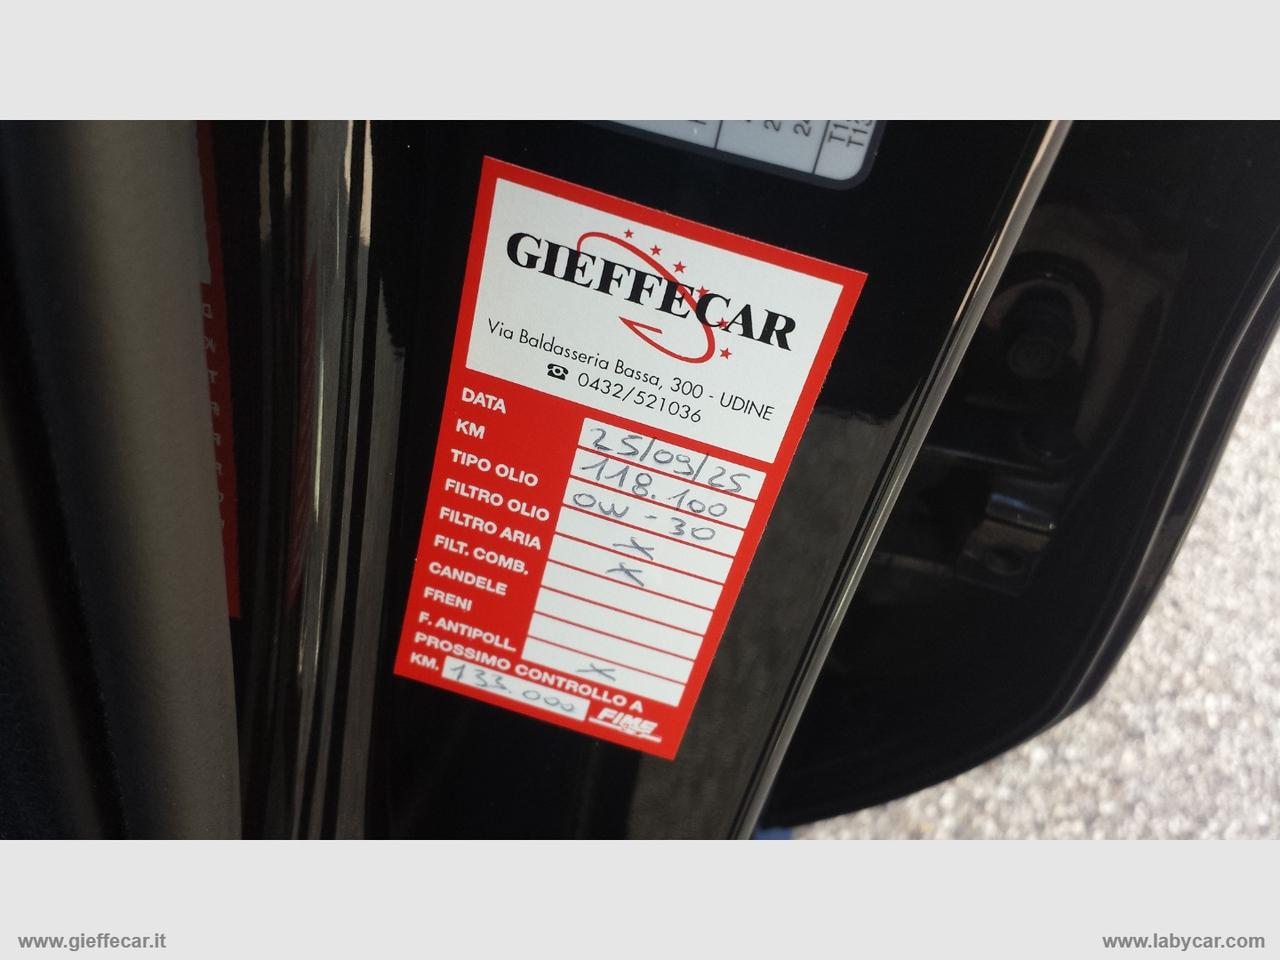 GIEFFECAR
Via Baldasseria Bassa, 300 - UDINE
☎ 0432/521036
DATA 25/09/25
KM 118.100
TIPO OLIO 0W-30
FILTRO OLIO X
FILTRO ARIA X
FILT. COMB.
CANDELE
FRENI
F. ANTIPOLL. X
PROSSIMO CONTROLLO A
KM. 133.000 FIME
www.gieffecar.it
www.labycar.com